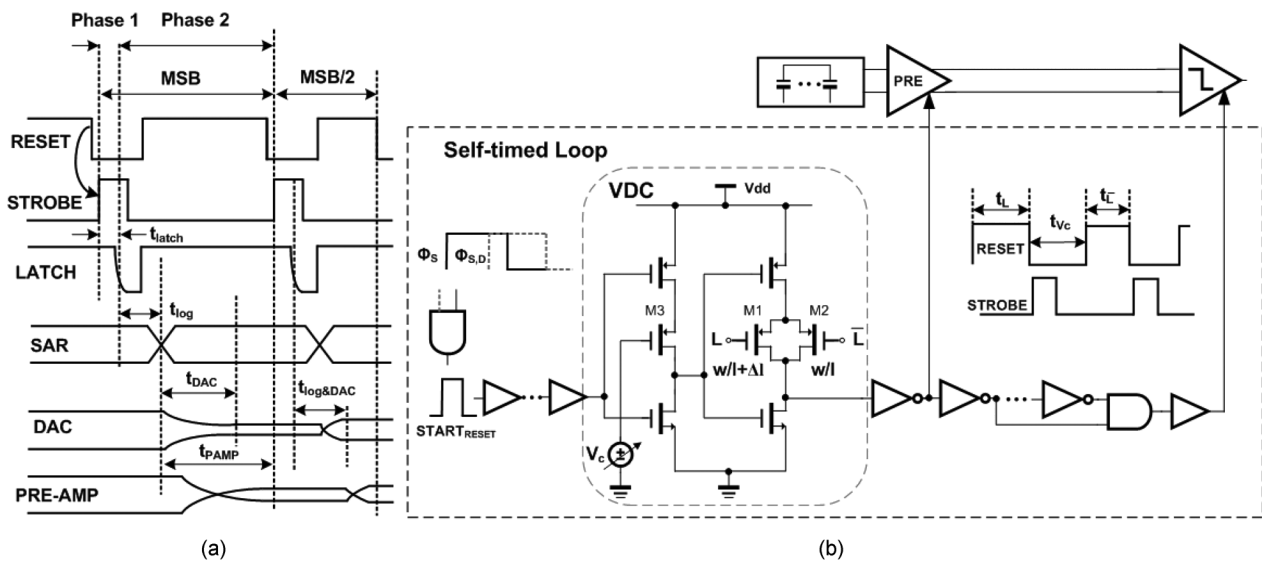 Phase 1
Phase 2
MSB
MSB/2
RESET
STROBE
t_latch
LATCH
t_log
SAR
t_DAC
t_log&DAC
DAC
t_PAMP
PRE-AMP
(a)
PRE
Self-timed Loop
VDC
Vdd
Φ_S
Φ_S,D
M3
M1
M2
L
L̅
w/l+Δl
w/l
START_RESET
V_c
±
t_L
t_L̅
t_Vc
RESET
STROBE
(b)